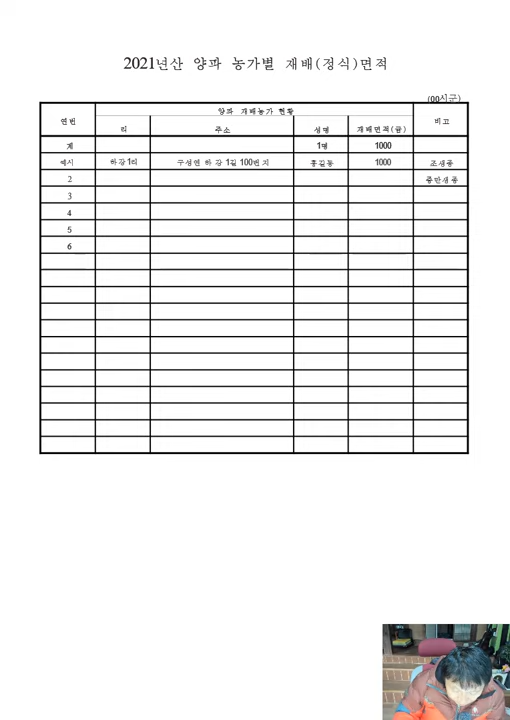 2021년산 양파 농가별 재배(정식)면적
(00시군)
연번 양파 재배농가 현황 비고
리 주소 성명 재배면적(㎡)
계 1명 1000
예시 하강1리 구성면 하강1길 100번지 홍길동 1000 조생종
2 중만생종
3
4
5
6